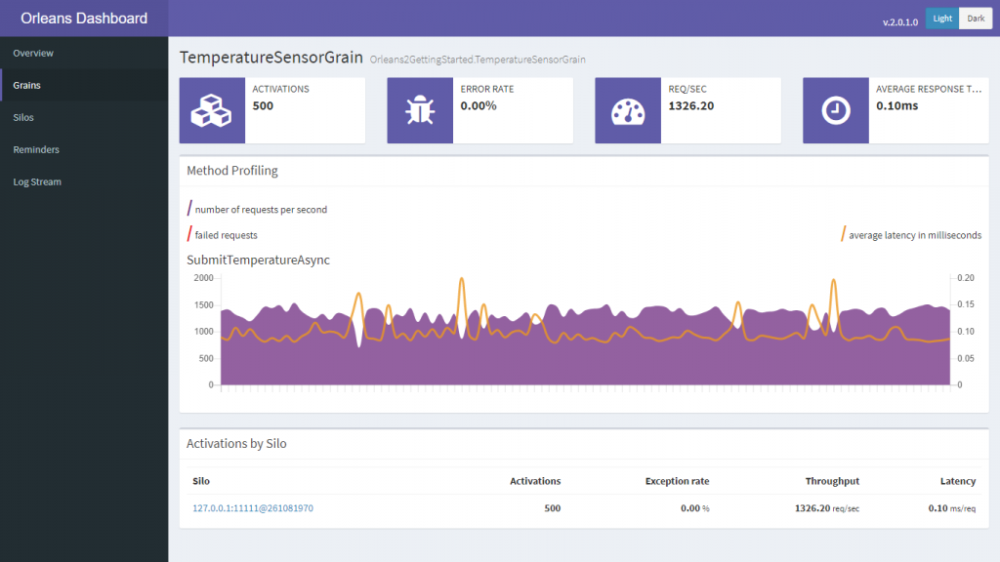 Orleans Dashboard
v.2.0.1.0
Light
Dark
Overview
Grains
Silos
Reminders
Log Stream
TemperatureSensorGrain Orleans2GettingStarted.TemperatureSensorGrain
ACTIVATIONS
500
ERROR RATE
0.00%
REQ/SEC
1326.20
AVERAGE RESPONSE T...
0.10ms
Method Profiling
number of requests per second
failed requests
average latency in milliseconds
SubmitTemperatureAsync
2000
1500
1000
500
0
0.20
0.15
0.10
0.05
0
Activations by Silo
Silo Activations Exception rate Throughput Latency
127.0.0.1:11111@261081970 500 0.00 % 1326.20 req/sec 0.10 ms/req